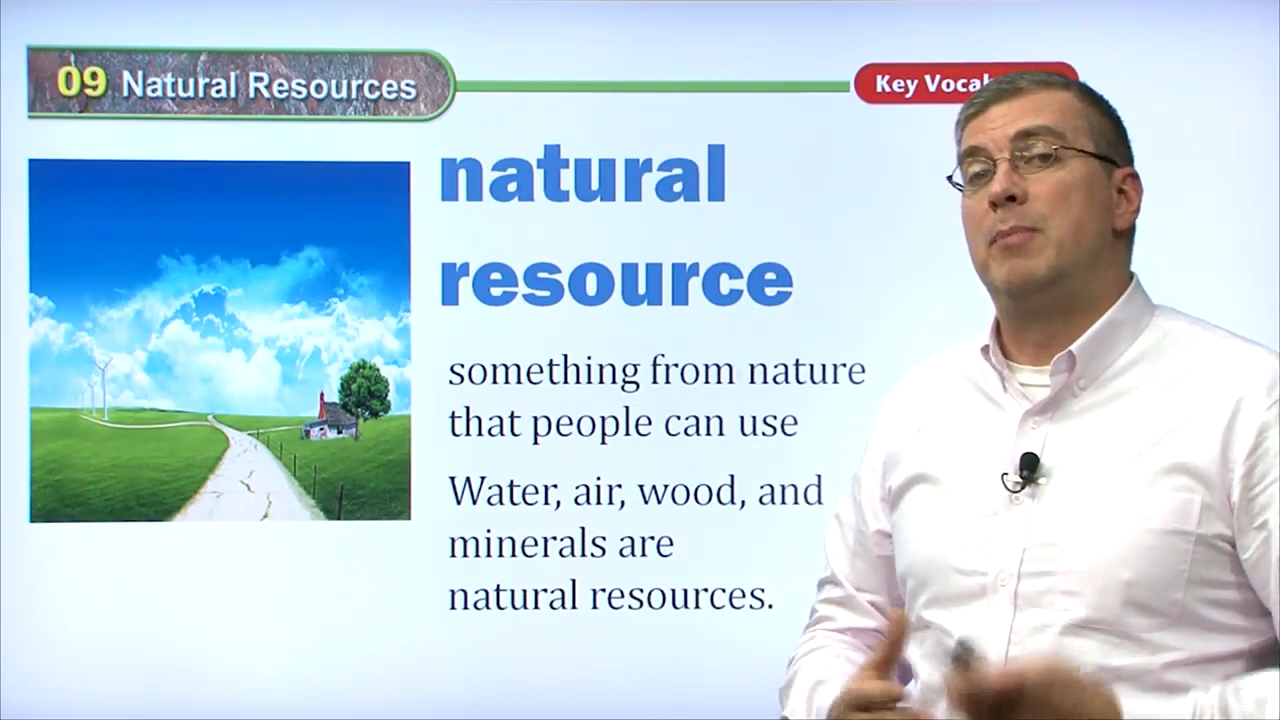 09 Natural Resources
Key
natural
resource
something from nature
that people can use
Water, air, wood, and
minerals are
natural resources.